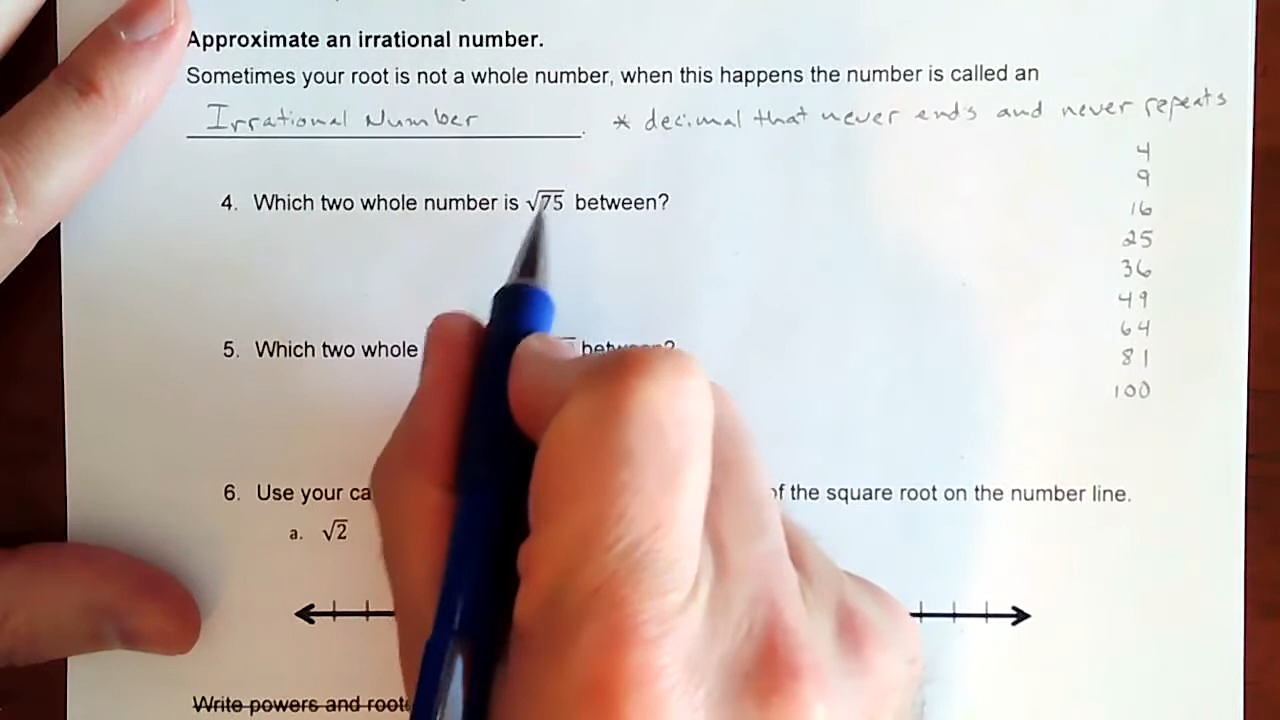 Approximate an irrational number.
Sometimes your root is not a whole number, when this happens the number is called an
Irrational Number. * decimal that never ends and never repeats
4
9
16
25
36
49
64
81
100
4. Which two whole number is √75 between?
5. Which two whole between?
6. Use your of the square root on the number line.
a. √2
Write powers and